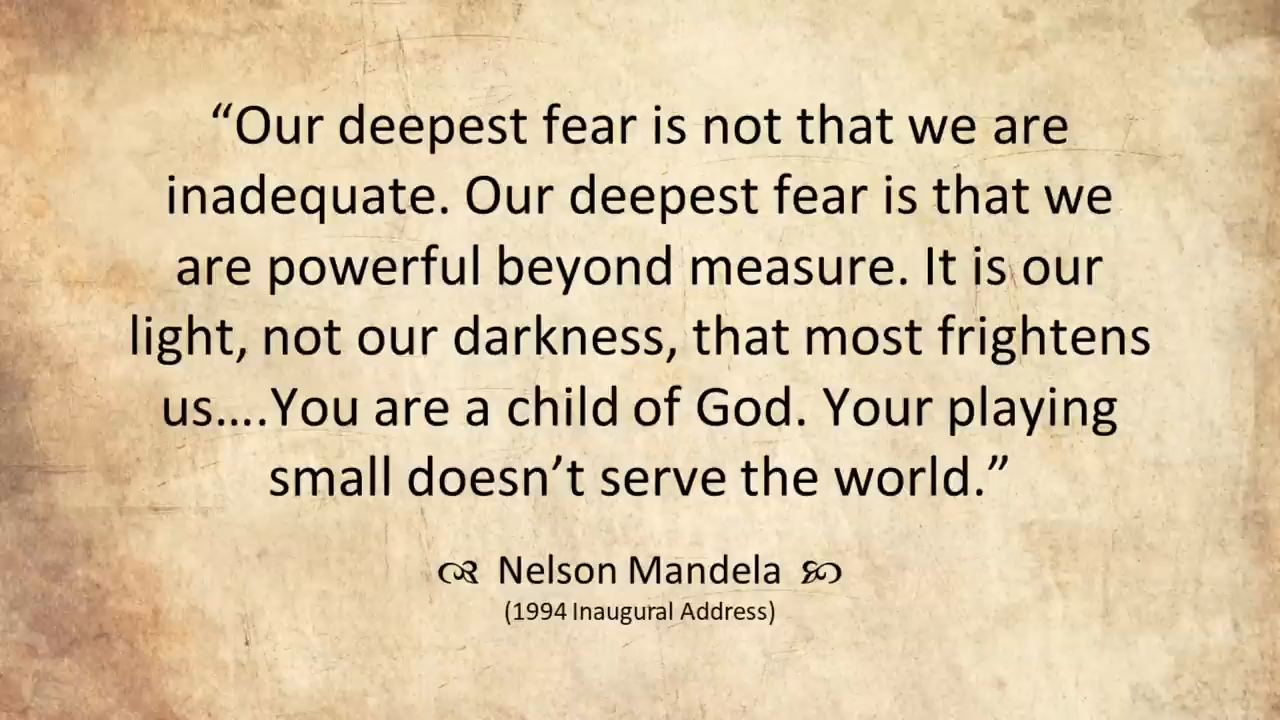 “Our deepest fear is not that we are
inadequate. Our deepest fear is that we
are powerful beyond measure. It is our
light, not our darkness, that most frightens
us….You are a child of God. Your playing
small doesn’t serve the world.”
Nelson Mandela
(1994 Inaugural Address)